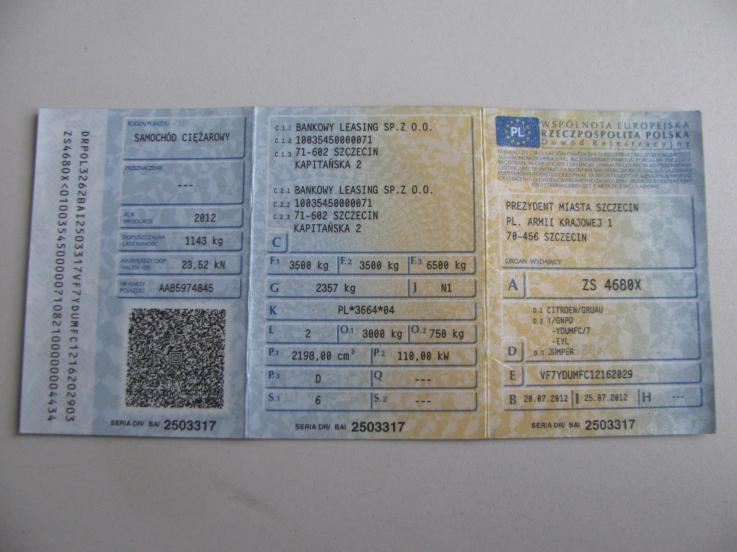 DRPOL3262BAI2503317VF7YDUMFC1216202903
ZS4680X<0100354500000710821000000004434
RODZAJ POJAZDU
SAMOCHÓD CIĘŻAROWY
PRZEZNACZENIE
---
ROK PRODUKCJI
2012
DOPUSZCZALNA ŁADOWNOŚĆ
1143 kg
NAJWIĘKSZY DOP. NACISK OSI
23,52 kN
NR KARTY POJAZDU
AAB5974845
SERIA DR/ BAI 2503317
C.1.1 BANKOWY LEASING SP.Z O.O.
C.1.2 10035450000071
C.1.3 71-602 SZCZECIN
KAPITAŃSKA 2
C.2.1 BANKOWY LEASING SP.Z O.O.
C.2.2 10035450000071
C.2.3 71-602 SZCZECIN
KAPITAŃSKA 2
C
F.1 3500 kg F.2 3500 kg F.3 6500 kg
G 2357 kg J N1
K PL*3664*04
L 2 O.1 3000 kg O.2 750 kg
P.1 2198,00 cm³ P.2 110,00 kW
P.3 D Q ---
S.1 6 S.2 ---
SERIA DR/ BAI 2503317
PL
WSPÓLNOTA EUROPEJSKA
RZECZPOSPOLITA POLSKA
Dowód Rejestracyjny
PREZYDENT MIASTA SZCZECIN
PL. ARMII KRAJOWEJ 1
70-456 SZCZECIN
ORGAN WYDAJĄCY
A ZS 4680X
D.1 CITROEN/GRUAU
D.2 Y/GNPO
-YDUMFC/7
-EYL
D D.3 JUMPER
E VF7YDUMFC12162029
B 20.07.2012 I 25.07.2012 H ---
SERIA DR/ BAI 2503317